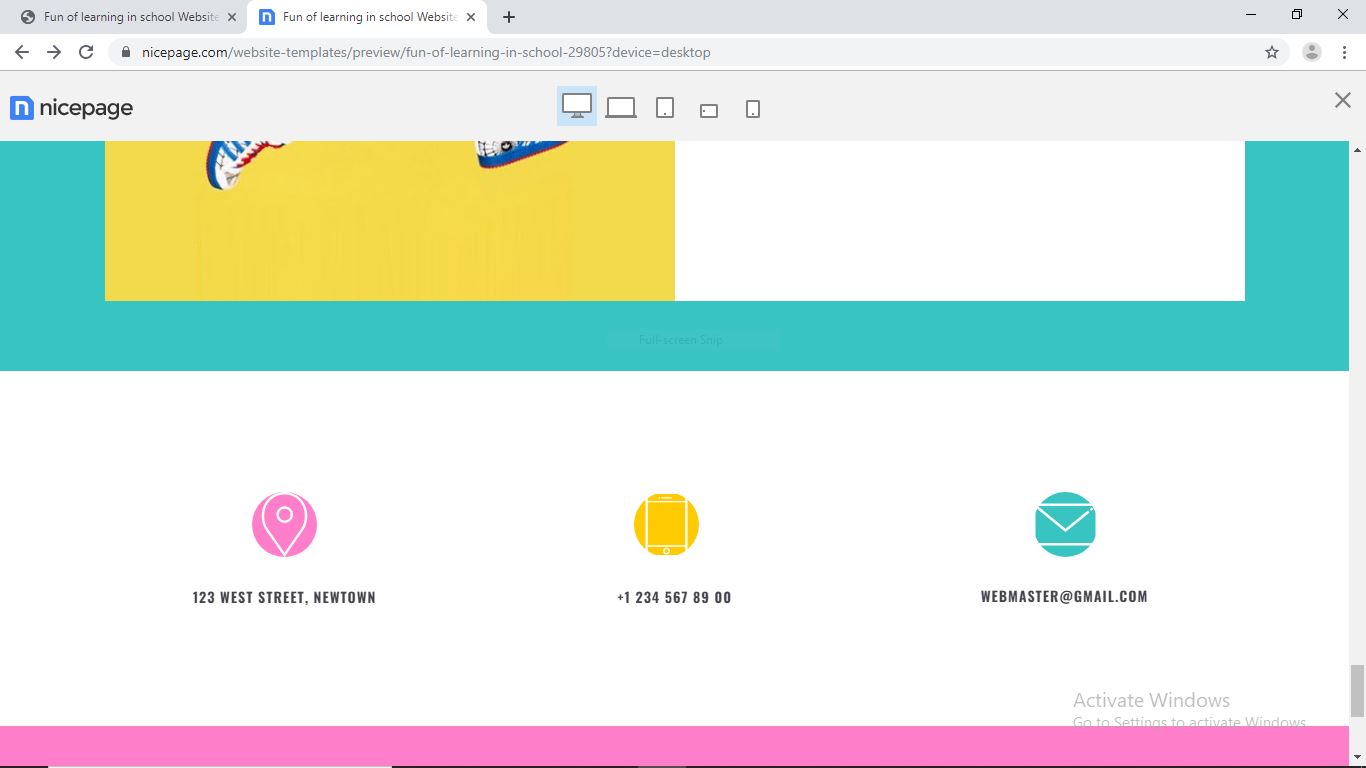 Fun of learning in school Website
Fun of learning in school Website
nicepage.com/website-templates/preview/fun-of-learning-in-school-29805?device=desktop
nicepage
Full-screen Snip
123 WEST STREET, NEWTOWN
+1 234 567 89 00
WEBMASTER@GMAIL.COM
Activate Windows
Go to Settings to activate Windows.